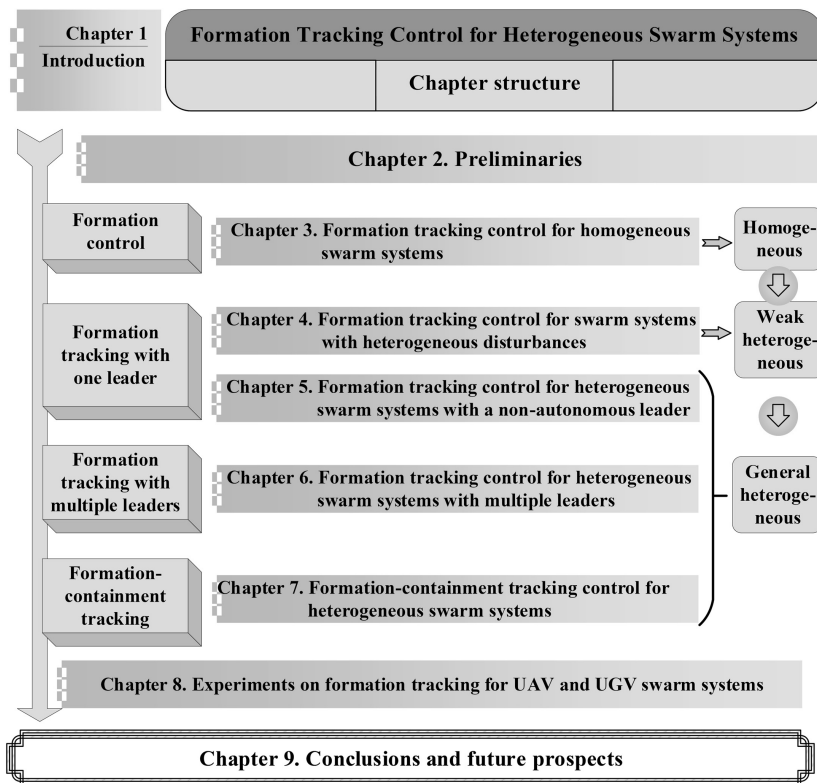 Chapter 1
Introduction
Formation Tracking Control for Heterogeneous Swarm Systems
Chapter structure
Chapter 2. Preliminaries
Formation
control
Chapter 3. Formation tracking control for homogeneous
swarm systems
Homoge-
neous
Formation
tracking with
one leader
Chapter 4. Formation tracking control for swarm systems
with heterogeneous disturbances
Weak
heteroge-
neous
Chapter 5. Formation tracking control for heterogeneous
swarm systems with a non-autonomous leader
Formation
tracking with
multiple leaders
Chapter 6. Formation tracking control for heterogeneous
swarm systems with multiple leaders
General
heteroge-
neous
Formation-
containment
tracking
Chapter 7. Formation-containment tracking control for
heterogeneous swarm systems
Chapter 8. Experiments on formation tracking for UAV and UGV swarm systems
Chapter 9. Conclusions and future prospects